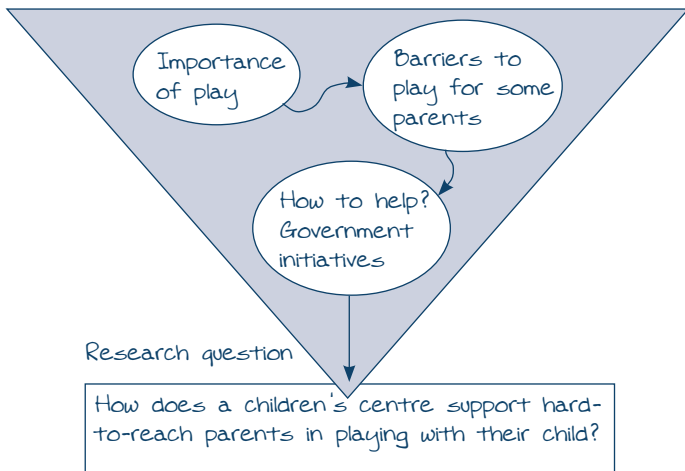 Importance
of play
Barriers to
play for some
parents
How to help?
Government
initiatives
Research question
How does a children's centre support hard-
to-reach parents in playing with their child?